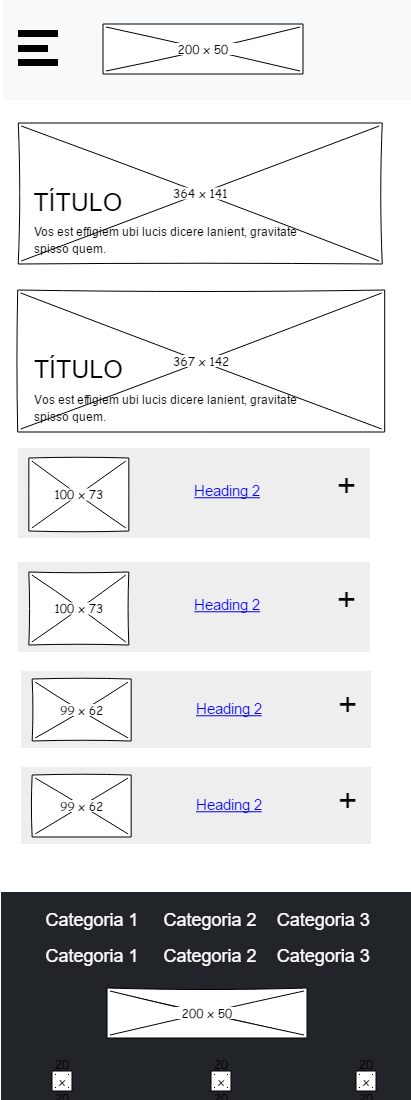 200 x 50
364 x 141
TÍTULO
Vos est effigiem ubi lucis dicere lanient, gravitate
spisso quem.
367 x 142
TÍTULO
Vos est effigiem ubi lucis dicere lanient, gravitate
spisso quem.
100 x 73
Heading 2
+
100 x 73
Heading 2
+
99 x 62
Heading 2
+
99 x 62
Heading 2
+
Categoria 1 Categoria 2 Categoria 3
Categoria 1 Categoria 2 Categoria 3
200 x 50
20 20 20
x x x
20 20 20